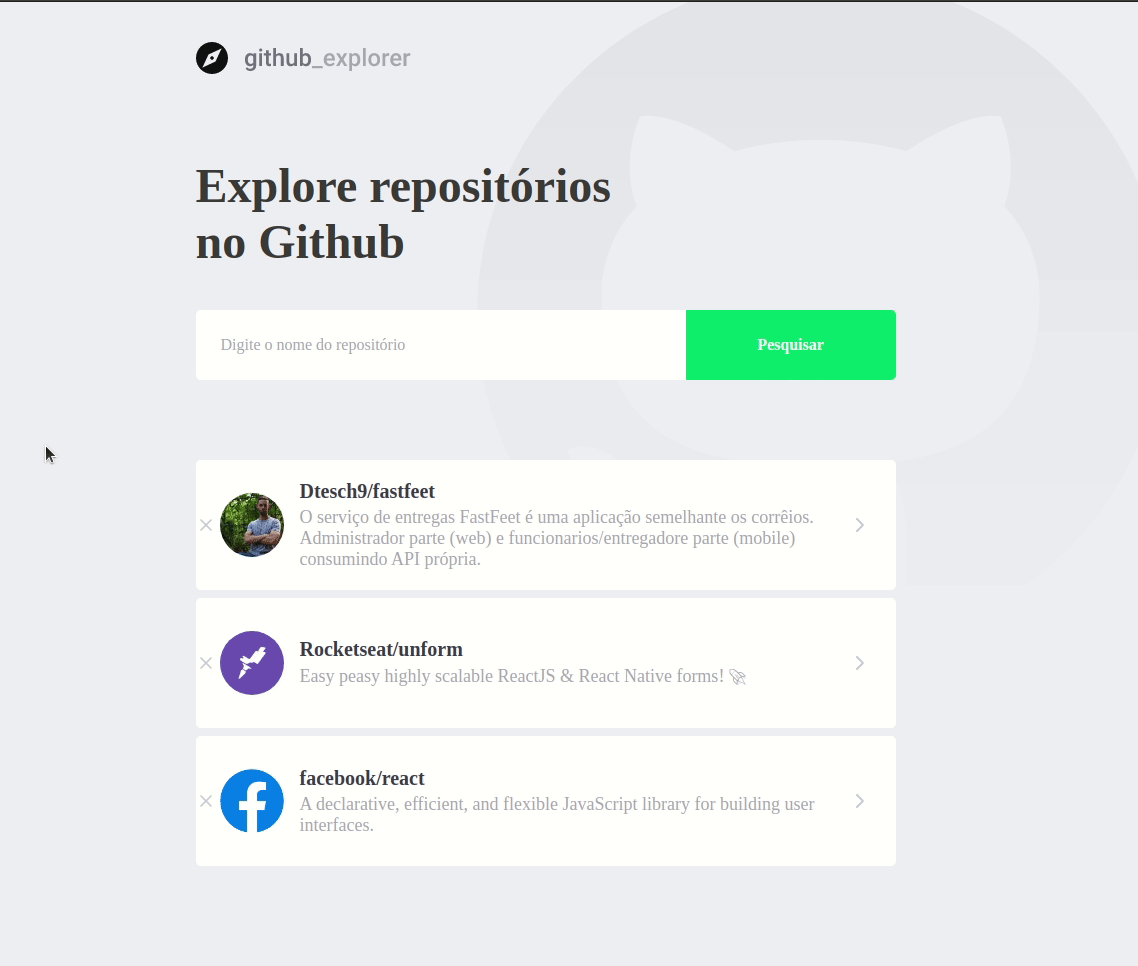 github_explorer
Explore repositórios
no Github
Digite o nome do repositório
Pesquisar
Dtesch9/fastfeet
O serviço de entregas FastFeet é uma aplicação semelhante os corrêios.
Administrador parte (web) e funcionarios/entregadore parte (mobile)
consumindo API própria.
Rocketseat/unform
Easy peasy highly scalable ReactJS & React Native forms! 🚀
facebook/react
A declarative, efficient, and flexible JavaScript library for building user
interfaces.